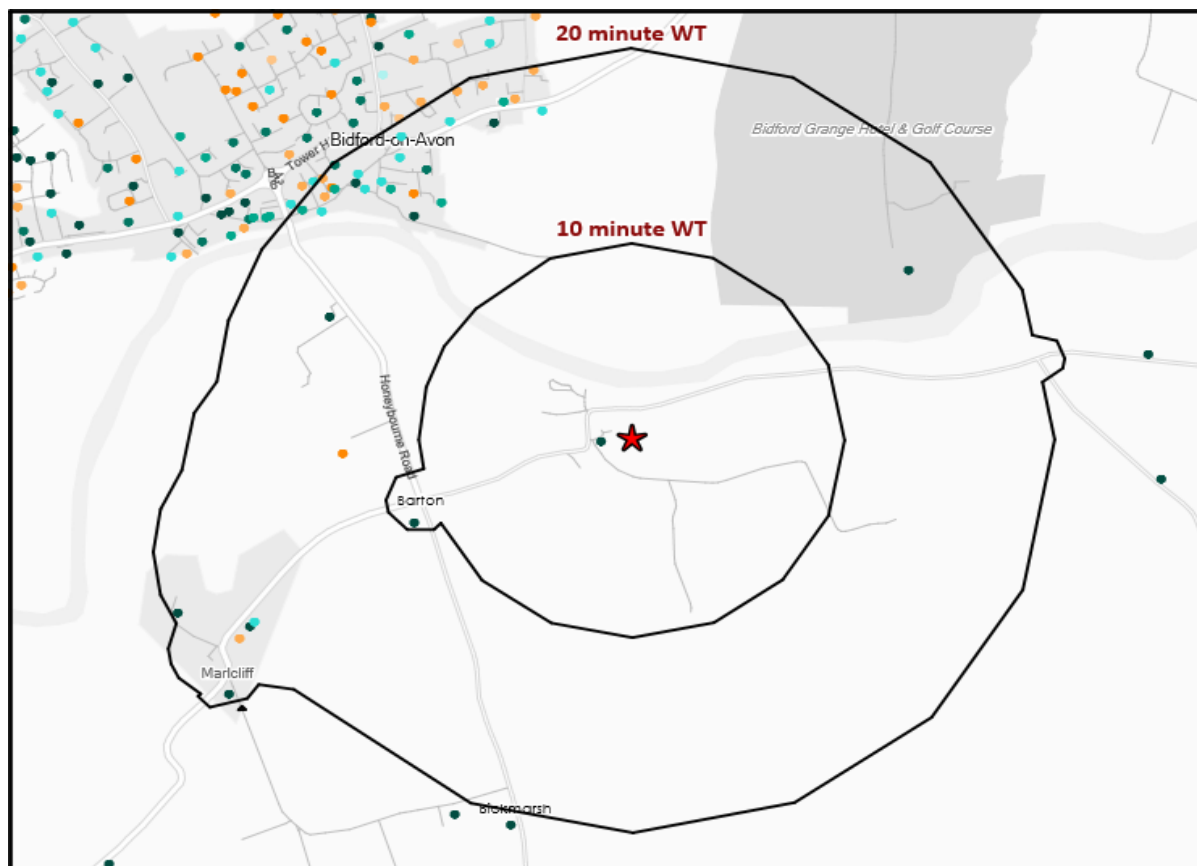 20 minute WT
Bidford Grange Hotel & Golf Course
Bidford-on-Avon
Tower H
10 minute WT
Honeybourne Road
Barton
Marlcliff
Bickmarsh